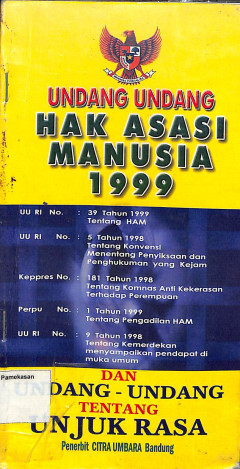 UNDANG UNDANG
HAK ASASI
MANUSIA
1999
UU RI No. : 39 Tahun 1999
Tentang HAM
UU RI No. : 5 Tahun 1998
Tentang Konvensi
Menentang Penyiksaan dan
Penghukuman yang Kejam
Keppres No. : 181 Tahun 1998
Tentang Komnas Anti Kekerasan
Terhadap Perempuan
Perpu No. : 1 Tahun 1999
Tentang Pengadilan HAM
UU RI No. : 9 Tahun 1998
Tentang Kemerdekan
menyampaikan pendapat di
muka umum
Pamekasan
DAN
UNDANG - UNDANG
TENTANG
UNJUK RASA
Penerbit CITRA UMBARA Bandung